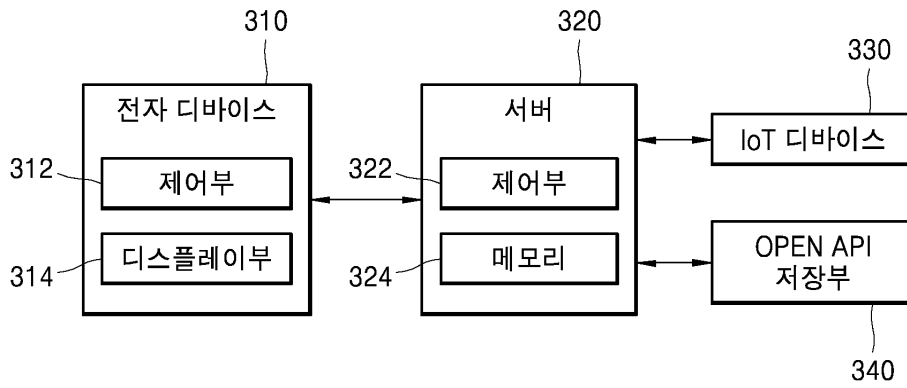 310
320
330
전자 디바이스
서버
IoT 디바이스
312
제어부
322
제어부
314
디스플레이부
324
메모리
OPEN API
저장부
340